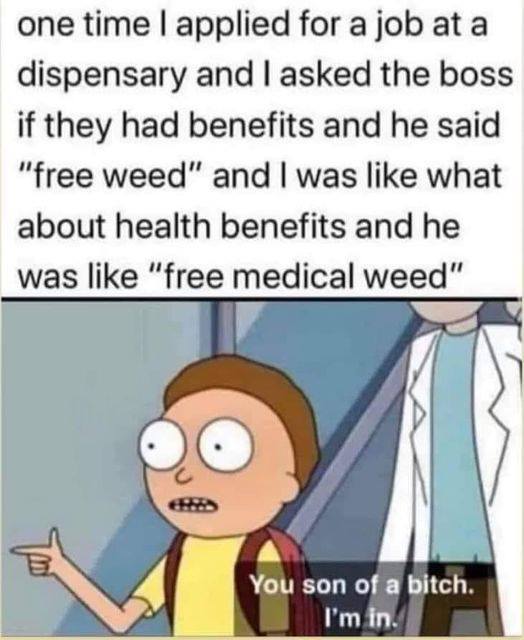 one time I applied for a job at a
dispensary and I asked the boss
if they had benefits and he said
"free weed" and I was like what
about health benefits and he
was like "free medical weed"
You son of a bitch.
I'm in.